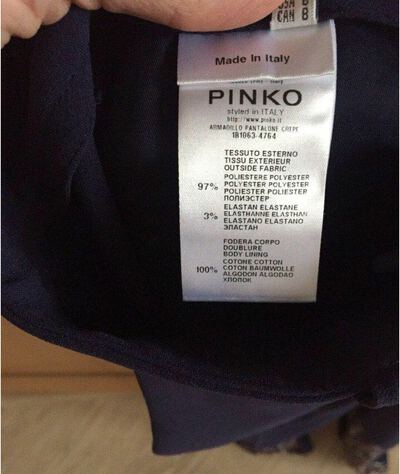 CAN 8
Made In Italy
PINKO
styled in ITALY
http://www.pinko.it
ARMADILLO PANTALONE CREPE
1B1063-4764
TESSUTO ESTERNO
TISSU EXTERIEUR
OUTSIDE FABRIC
97% POLIESTERE POLYESTER
POLYESTER POLYESTER
POLIESTER POLIESTER
ПОЛИЭСТЕР
3% ELASTAN ELASTANE
ELASTHANNE ELASTHAN
ELASTANO ELASTANO
ЭЛАСТАН
FODERA CORPO
DOUBLURE
BODY LINING
100% COTONE COTTON
COTON BAUMWOLLE
ALGODON ALGODAO
ХЛОПОК